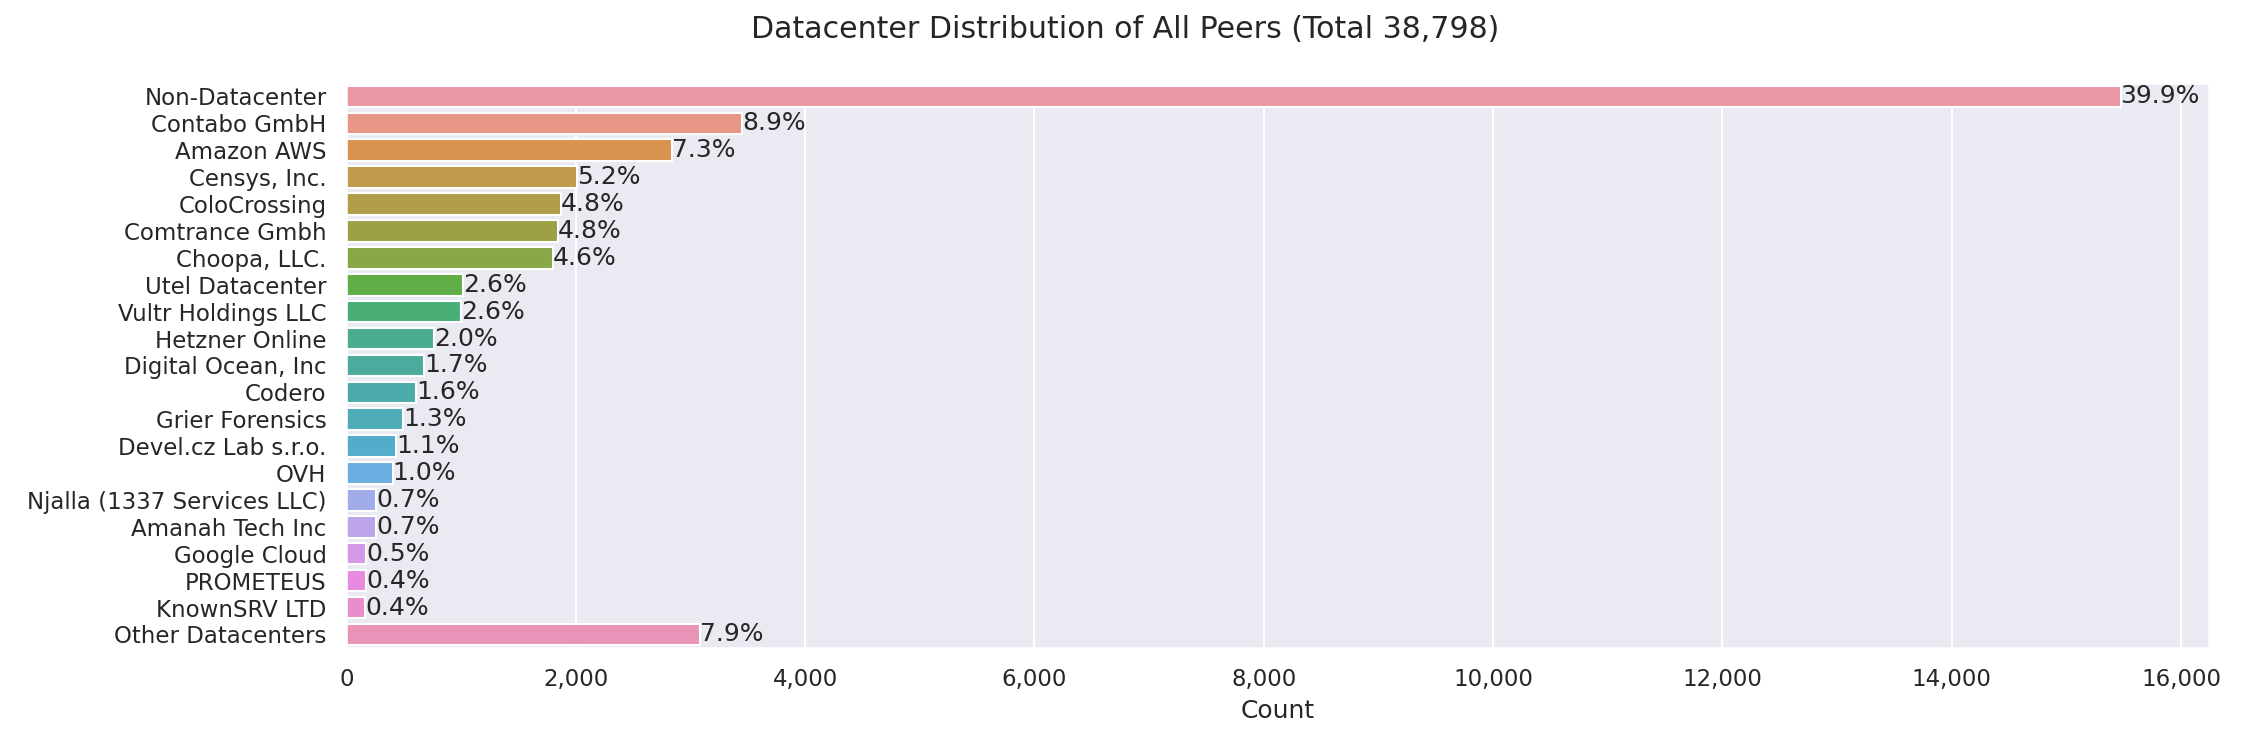 Datacenter Distribution of All Peers (Total 38,798)
Non-Datacenter 39.9%
Contabo GmbH 8.9%
Amazon AWS 7.3%
Censys, Inc. 5.2%
ColoCrossing 4.8%
Comtrance Gmbh 4.8%
Choopa, LLC. 4.6%
Utel Datacenter 2.6%
Vultr Holdings LLC 2.6%
Hetzner Online 2.0%
Digital Ocean, Inc 1.7%
Codero 1.6%
Grier Forensics 1.3%
Devel.cz Lab s.r.o. 1.1%
OVH 1.0%
Njalla (1337 Services LLC) 0.7%
Amanah Tech Inc 0.7%
Google Cloud 0.5%
PROMETEUS 0.4%
KnownSRV LTD 0.4%
Other Datacenters 7.9%
0 2,000 4,000 6,000 8,000 10,000 12,000 14,000 16,000
Count